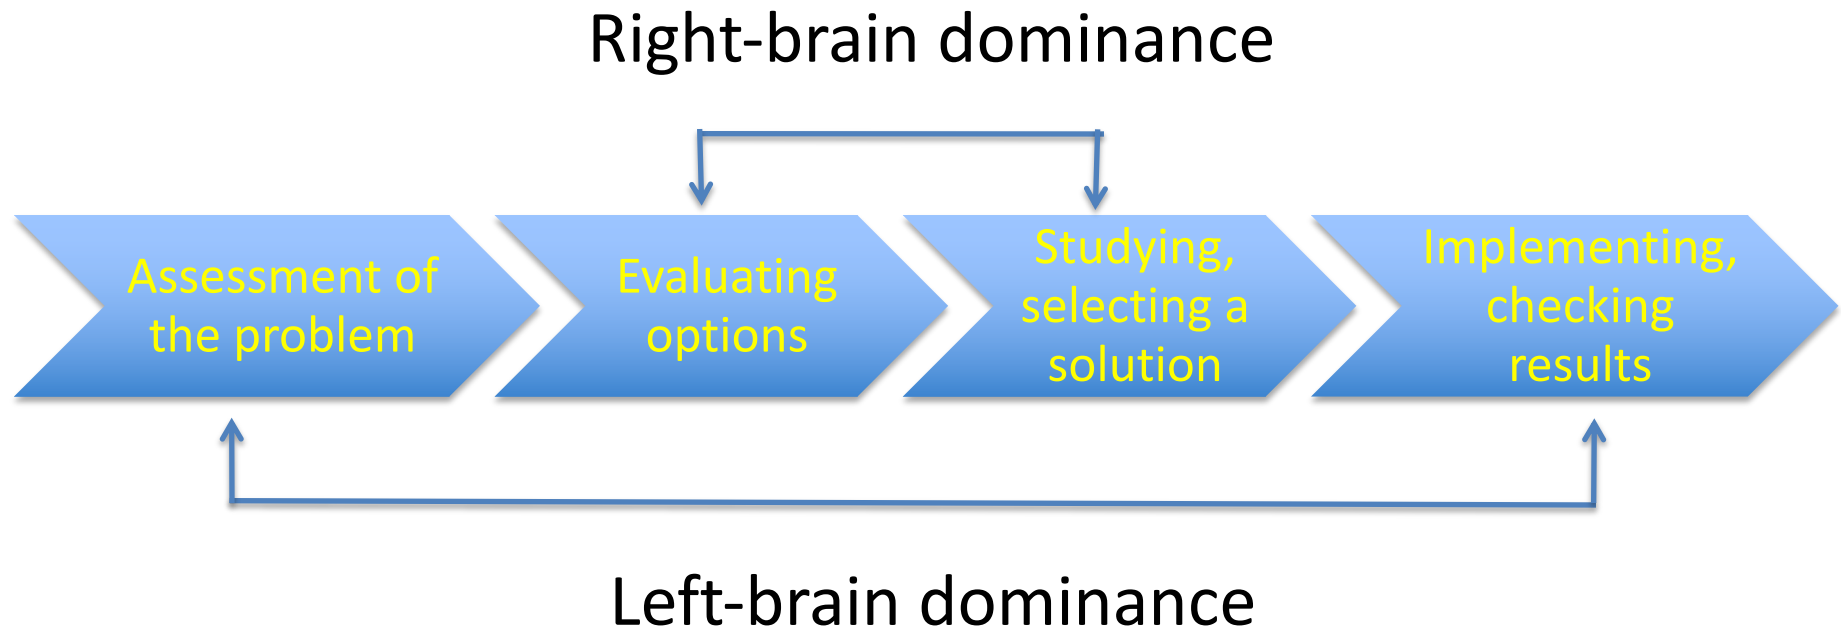 Right-brain dominance
Assessment of
the problem
Evaluating
options
Studying,
selecting a
solution
Implementing,
checking
results
Left-brain dominance